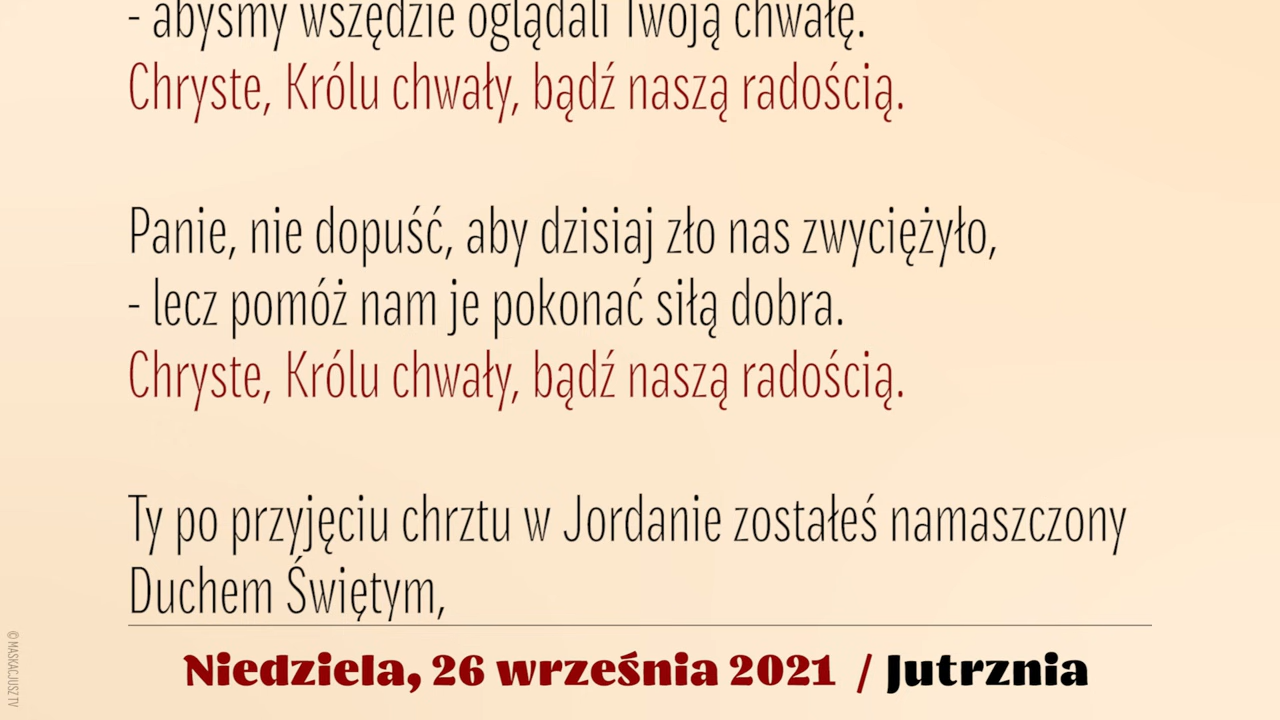 - abyśmy wszędzie oglądali Twoją chwałę.
Chryste, Królu chwały, bądź naszą radością.
Panie, nie dopuść, aby dzisiaj zło nas zwyciężyło,
- lecz pomóż nam je pokonać siłą dobra.
Chryste, Królu chwały, bądź naszą radością.
Ty po przyjęciu chrztu w Jordanie zostałeś namaszczony
Duchem Świętym,
Niedziela, 26 września 2021 / Jutrznia
© MASKACJUSZ.TV